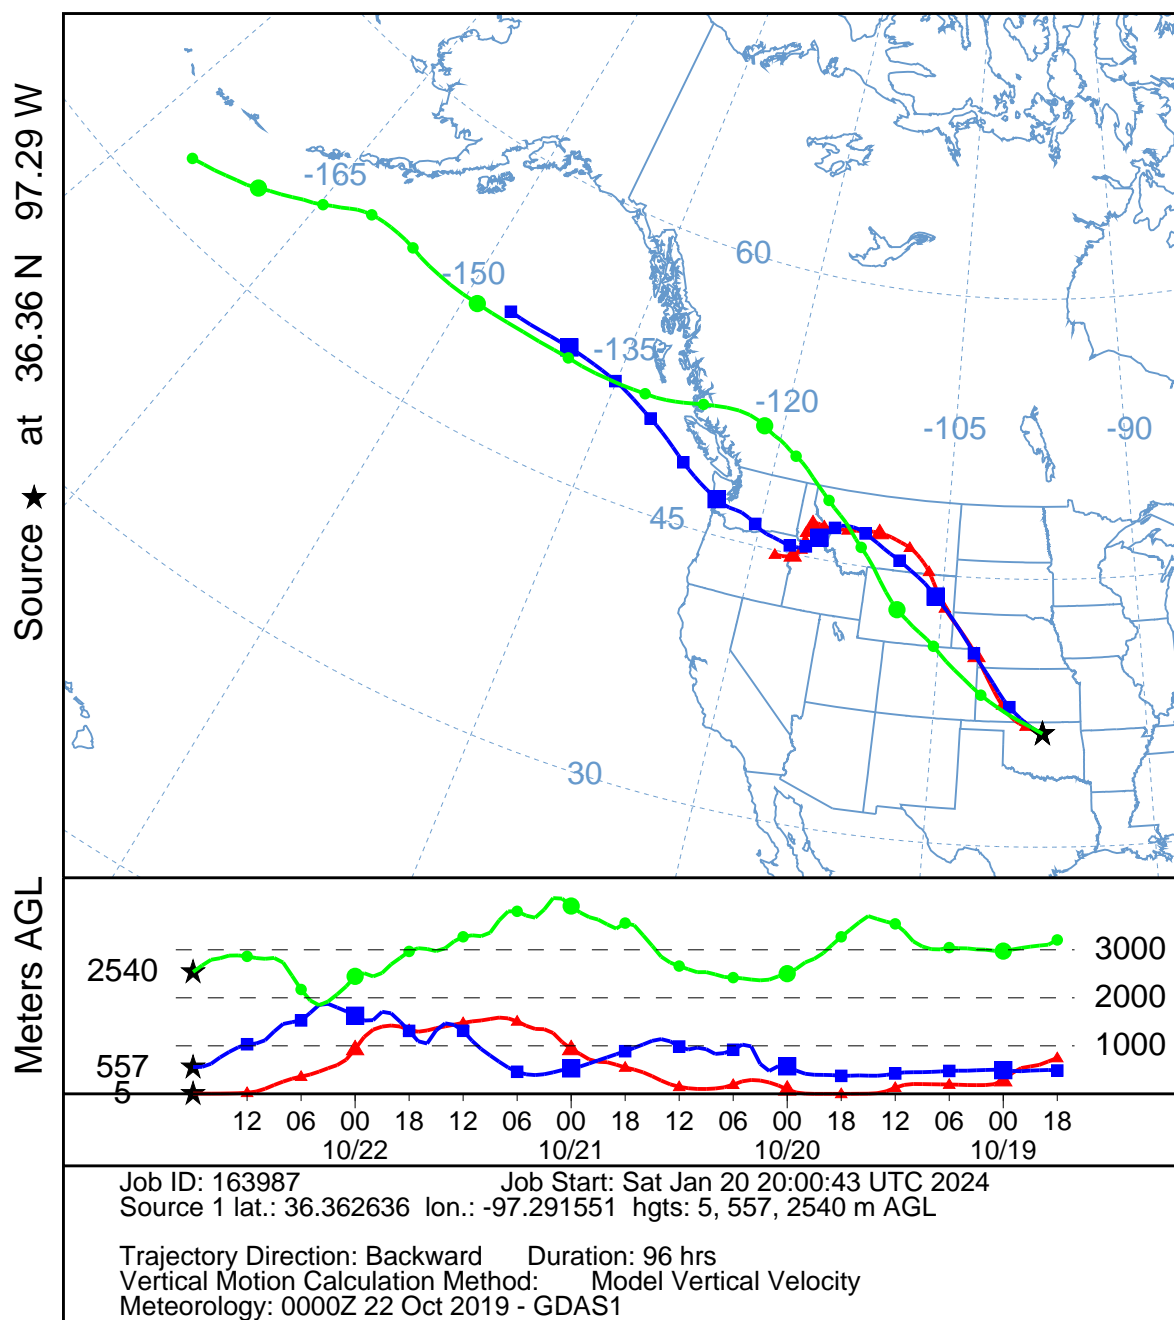 Source ★ at 36.36 N 97.29 W
-165
-150
60
-135
-120
-105
-90
45
30
Meters AGL
2540
557
5
3000
2000
1000
12 06 00 18 12 06 00 18 12 06 00 18 12 06 00 18
10/22 10/21 10/20 10/19
Job ID: 163987 Job Start: Sat Jan 20 20:00:43 UTC 2024
Source 1 lat.: 36.362636 lon.: -97.291551 hgts: 5, 557, 2540 m AGL
Trajectory Direction: Backward Duration: 96 hrs
Vertical Motion Calculation Method: Model Vertical Velocity
Meteorology: 0000Z 22 Oct 2019 - GDAS1